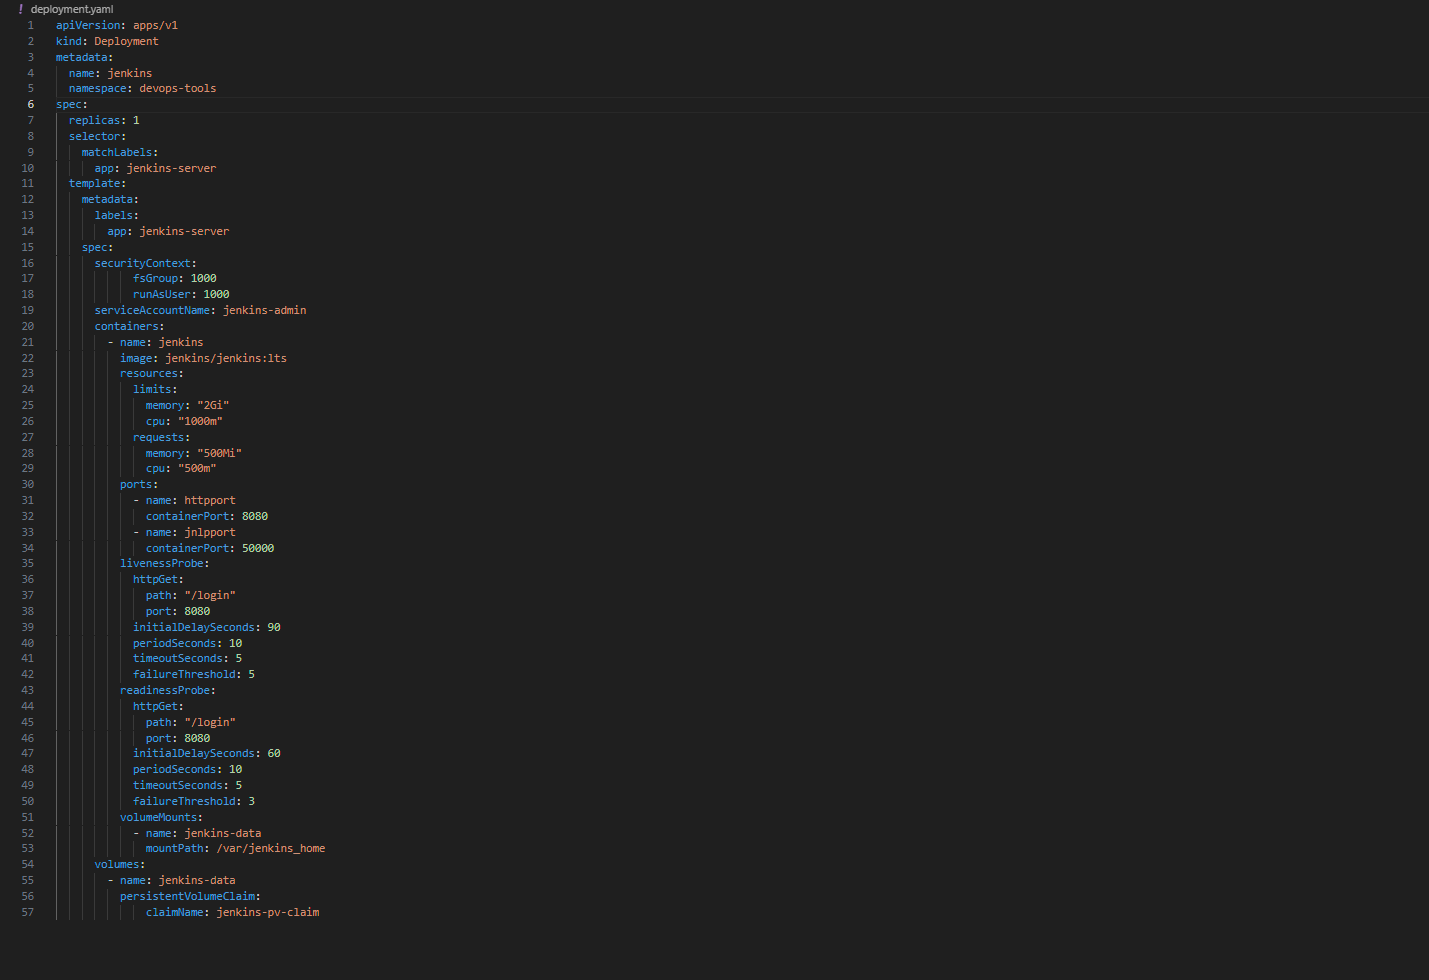 ! deployment.yaml
1 apiVersion: apps/v1
2 kind: Deployment
3 metadata:
4   name: jenkins
5   namespace: devops-tools
6 spec:
7   replicas: 1
8   selector:
9     matchLabels:
10       app: jenkins-server
11   template:
12     metadata:
13       labels:
14         app: jenkins-server
15     spec:
16       securityContext:
17             fsGroup: 1000
18             runAsUser: 1000
19       serviceAccountName: jenkins-admin
20       containers:
21         - name: jenkins
22           image: jenkins/jenkins:lts
23           resources:
24             limits:
25               memory: "2Gi"
26               cpu: "1000m"
27             requests:
28               memory: "500Mi"
29               cpu: "500m"
30           ports:
31             - name: httpport
32               containerPort: 8080
33             - name: jnlpport
34               containerPort: 50000
35           livenessProbe:
36             httpGet:
37               path: "/login"
38               port: 8080
39             initialDelaySeconds: 90
40             periodSeconds: 10
41             timeoutSeconds: 5
42             failureThreshold: 5
43           readinessProbe:
44             httpGet:
45               path: "/login"
46               port: 8080
47             initialDelaySeconds: 60
48             periodSeconds: 10
49             timeoutSeconds: 5
50             failureThreshold: 3
51           volumeMounts:
52             - name: jenkins-data
53               mountPath: /var/jenkins_home
54       volumes:
55         - name: jenkins-data
56           persistentVolumeClaim:
57               claimName: jenkins-pv-claim